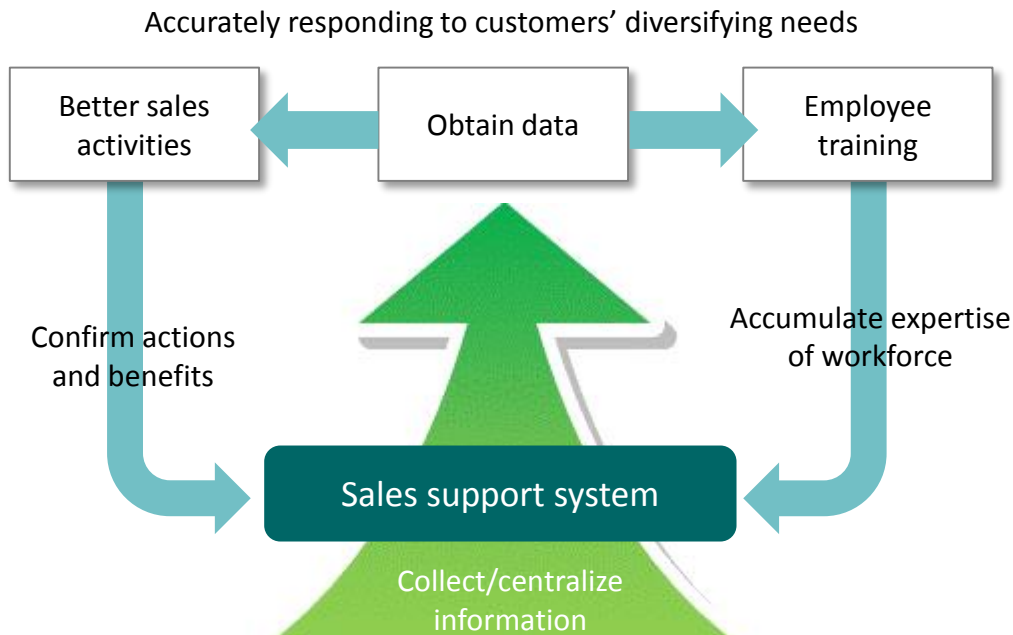 Accurately responding to customers’ diversifying needs
Better sales
activities
Obtain data
Employee
training
Confirm actions
and benefits
Accumulate expertise
of workforce
Sales support system
Collect/centralize
information